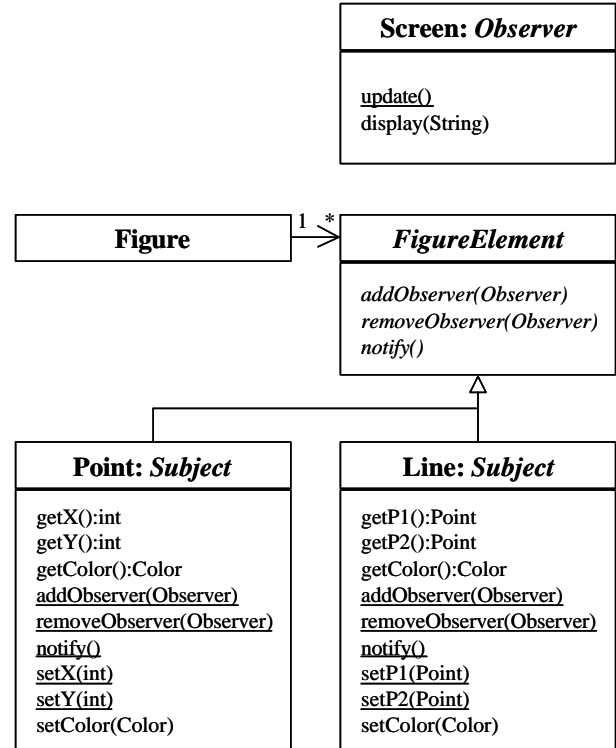 Screen: Observer
update()
display(String)
Figure
1
*
FigureElement
addObserver(Observer)
removeObserver(Observer)
notify()
Point: Subject
getX():int
getY():int
getColor():Color
addObserver(Observer)
removeObserver(Observer)
notify()
setX(int)
setY(int)
setColor(Color)
Line: Subject
getP1():Point
getP2():Point
getColor():Color
addObserver(Observer)
removeObserver(Observer)
notify()
setP1(Point)
setP2(Point)
setColor(Color)